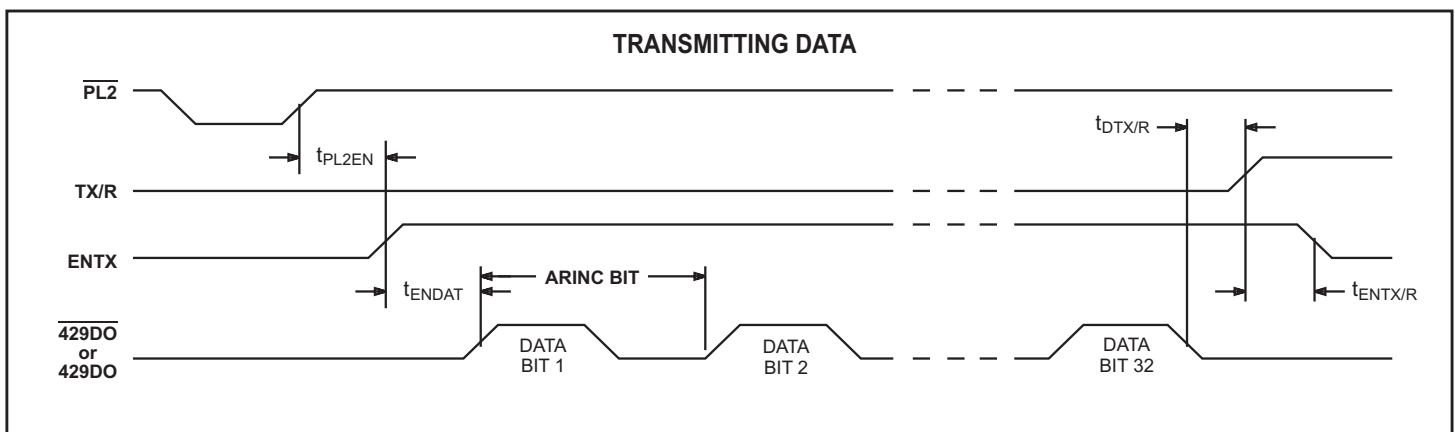 TRANSMITTING DATA
PL2
tDTX/R
tPL2EN
TX/R
ENTX
ARINC BIT
tENDAT
tENTX/R
429DO
or
429DO
DATA
BIT 1
DATA
BIT 2
DATA
BIT 32